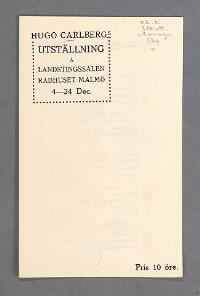 HUGO CARLBERGS
UTSTÄLLNING
Å
LANDSTINGSSALEN
RÅDHUSET MALMÖ
4—24 Dec.
Pris 10 öre.